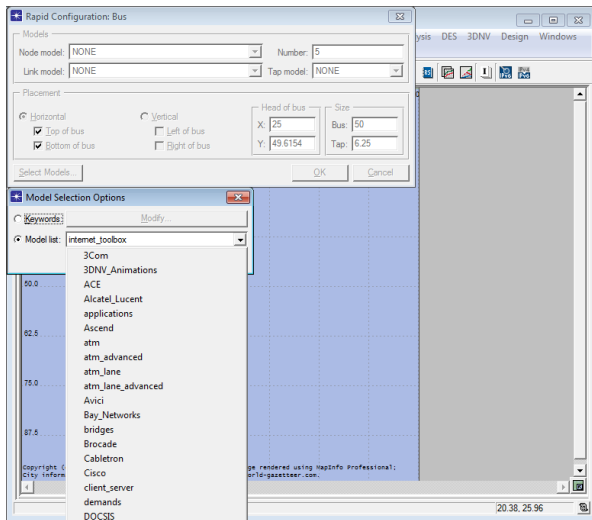 Rapid Configuration: Bus
Models
Node model: NONE Number: 5
Link model: NONE Tap model: NONE
ysis DES 3DNV Design Windows
Placement
Horizontal Vertical
Top of bus Left of bus
Bottom of bus Right of bus
Head of bus
X: 25
Y: 49.6154
Size
Bus: 50
Tap: 6.25
Select Models... OK Cancel
Model Selection Options
Keywords: Modify...
Model list: internet_toolbox
3Com
3DNV_Animations
ACE
Alcatel_Lucent
applications
Ascend
atm
atm_advanced
atm_lane
atm_lane_advanced
Avici
Bay_Networks
bridges
Brocade
Cabletron
Cisco
client_server
demands
DOCSIS
50.0
62.5
75.0
87.5
Copyright ge rendered using MapInfo Professional;
City inform orld-gazetteer.com.
20.38, 25.96